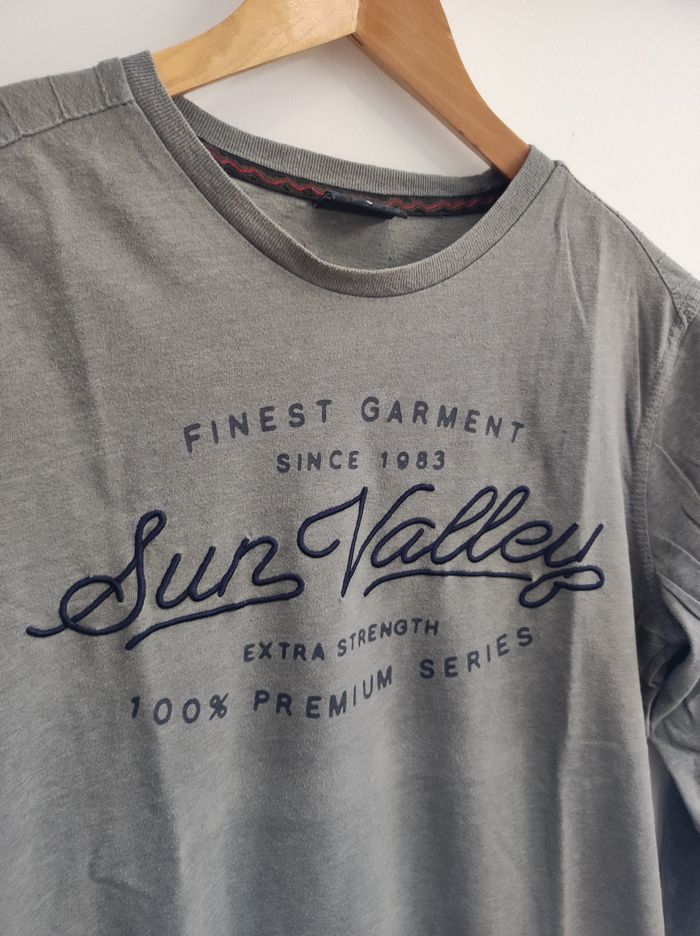 FINEST GARMENT
SINCE 1983
Sun Valley
EXTRA STRENGTH
100% PREMIUM SERIES